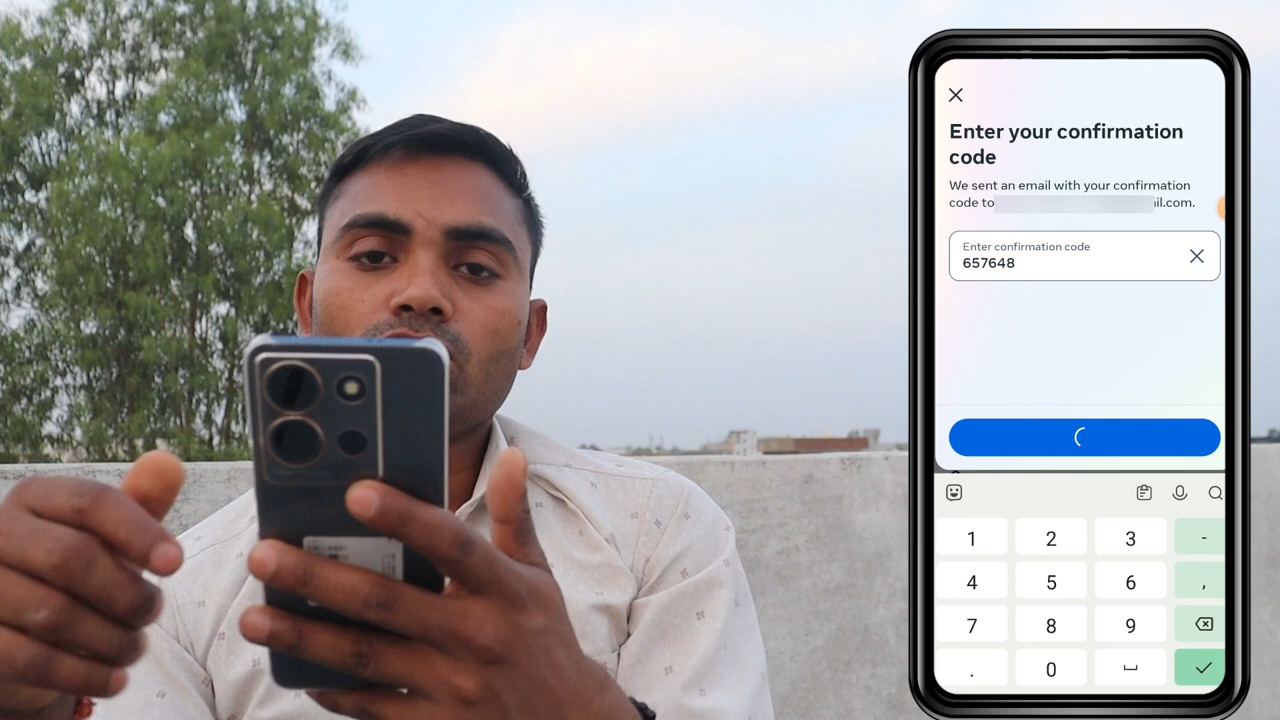 Enter your confirmation
code
We sent an email with your confirmation
code to il.com.
Enter confirmation code
657648
1 2 3 -
4 5 6 ,
7 8 9
. 0